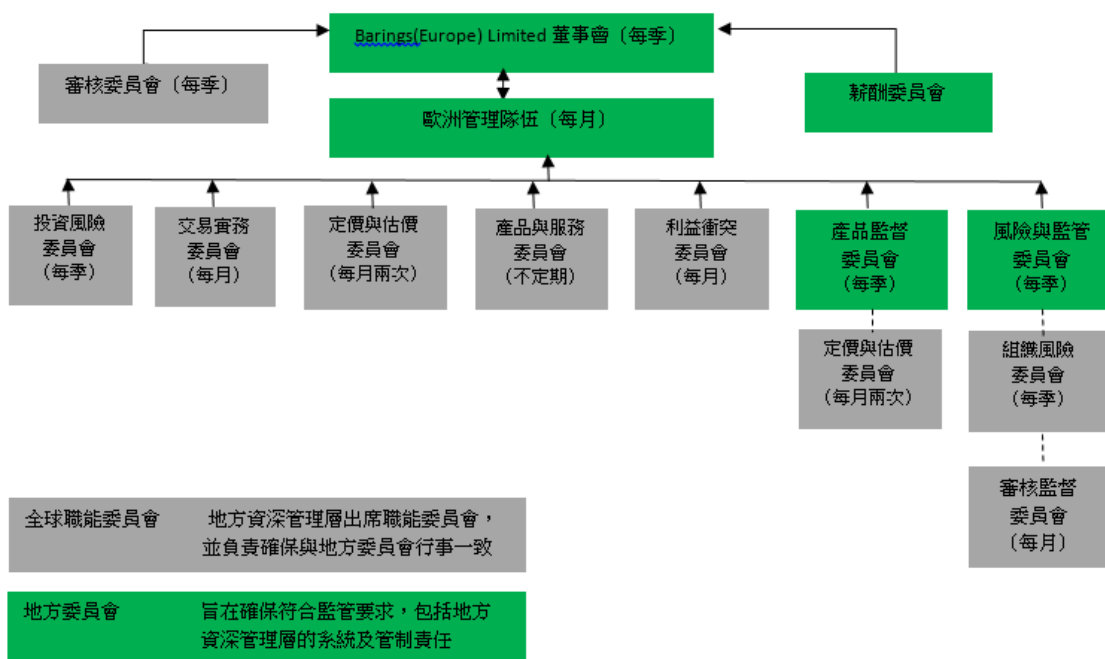 Barings(Europe) Limited 董事會〔每季〕
審核委員會〔每季〕
薪酬委員會
歐洲管理隊伍〔每月〕
投資風險
委員會
(每季)
交易實務
委員會
(每月)
定價與估價
委員會
(每月兩次)
產品與服務
委員會
(不定期)
利益衝突
委員會
(每月)
產品監督
委員會
(每季)
風險與監管
委員會
(每季)
定價與估價
委員會
(每月兩次)
組織風險
委員會
(每季)
審核監督
委員會
(每月)
全球職能委員會 地方資深管理層出席職能委員會，
並負責確保與地方委員會行事一致
地方委員會 旨在確保符合監管要求，包括地方
資深管理層的系統及管制責任